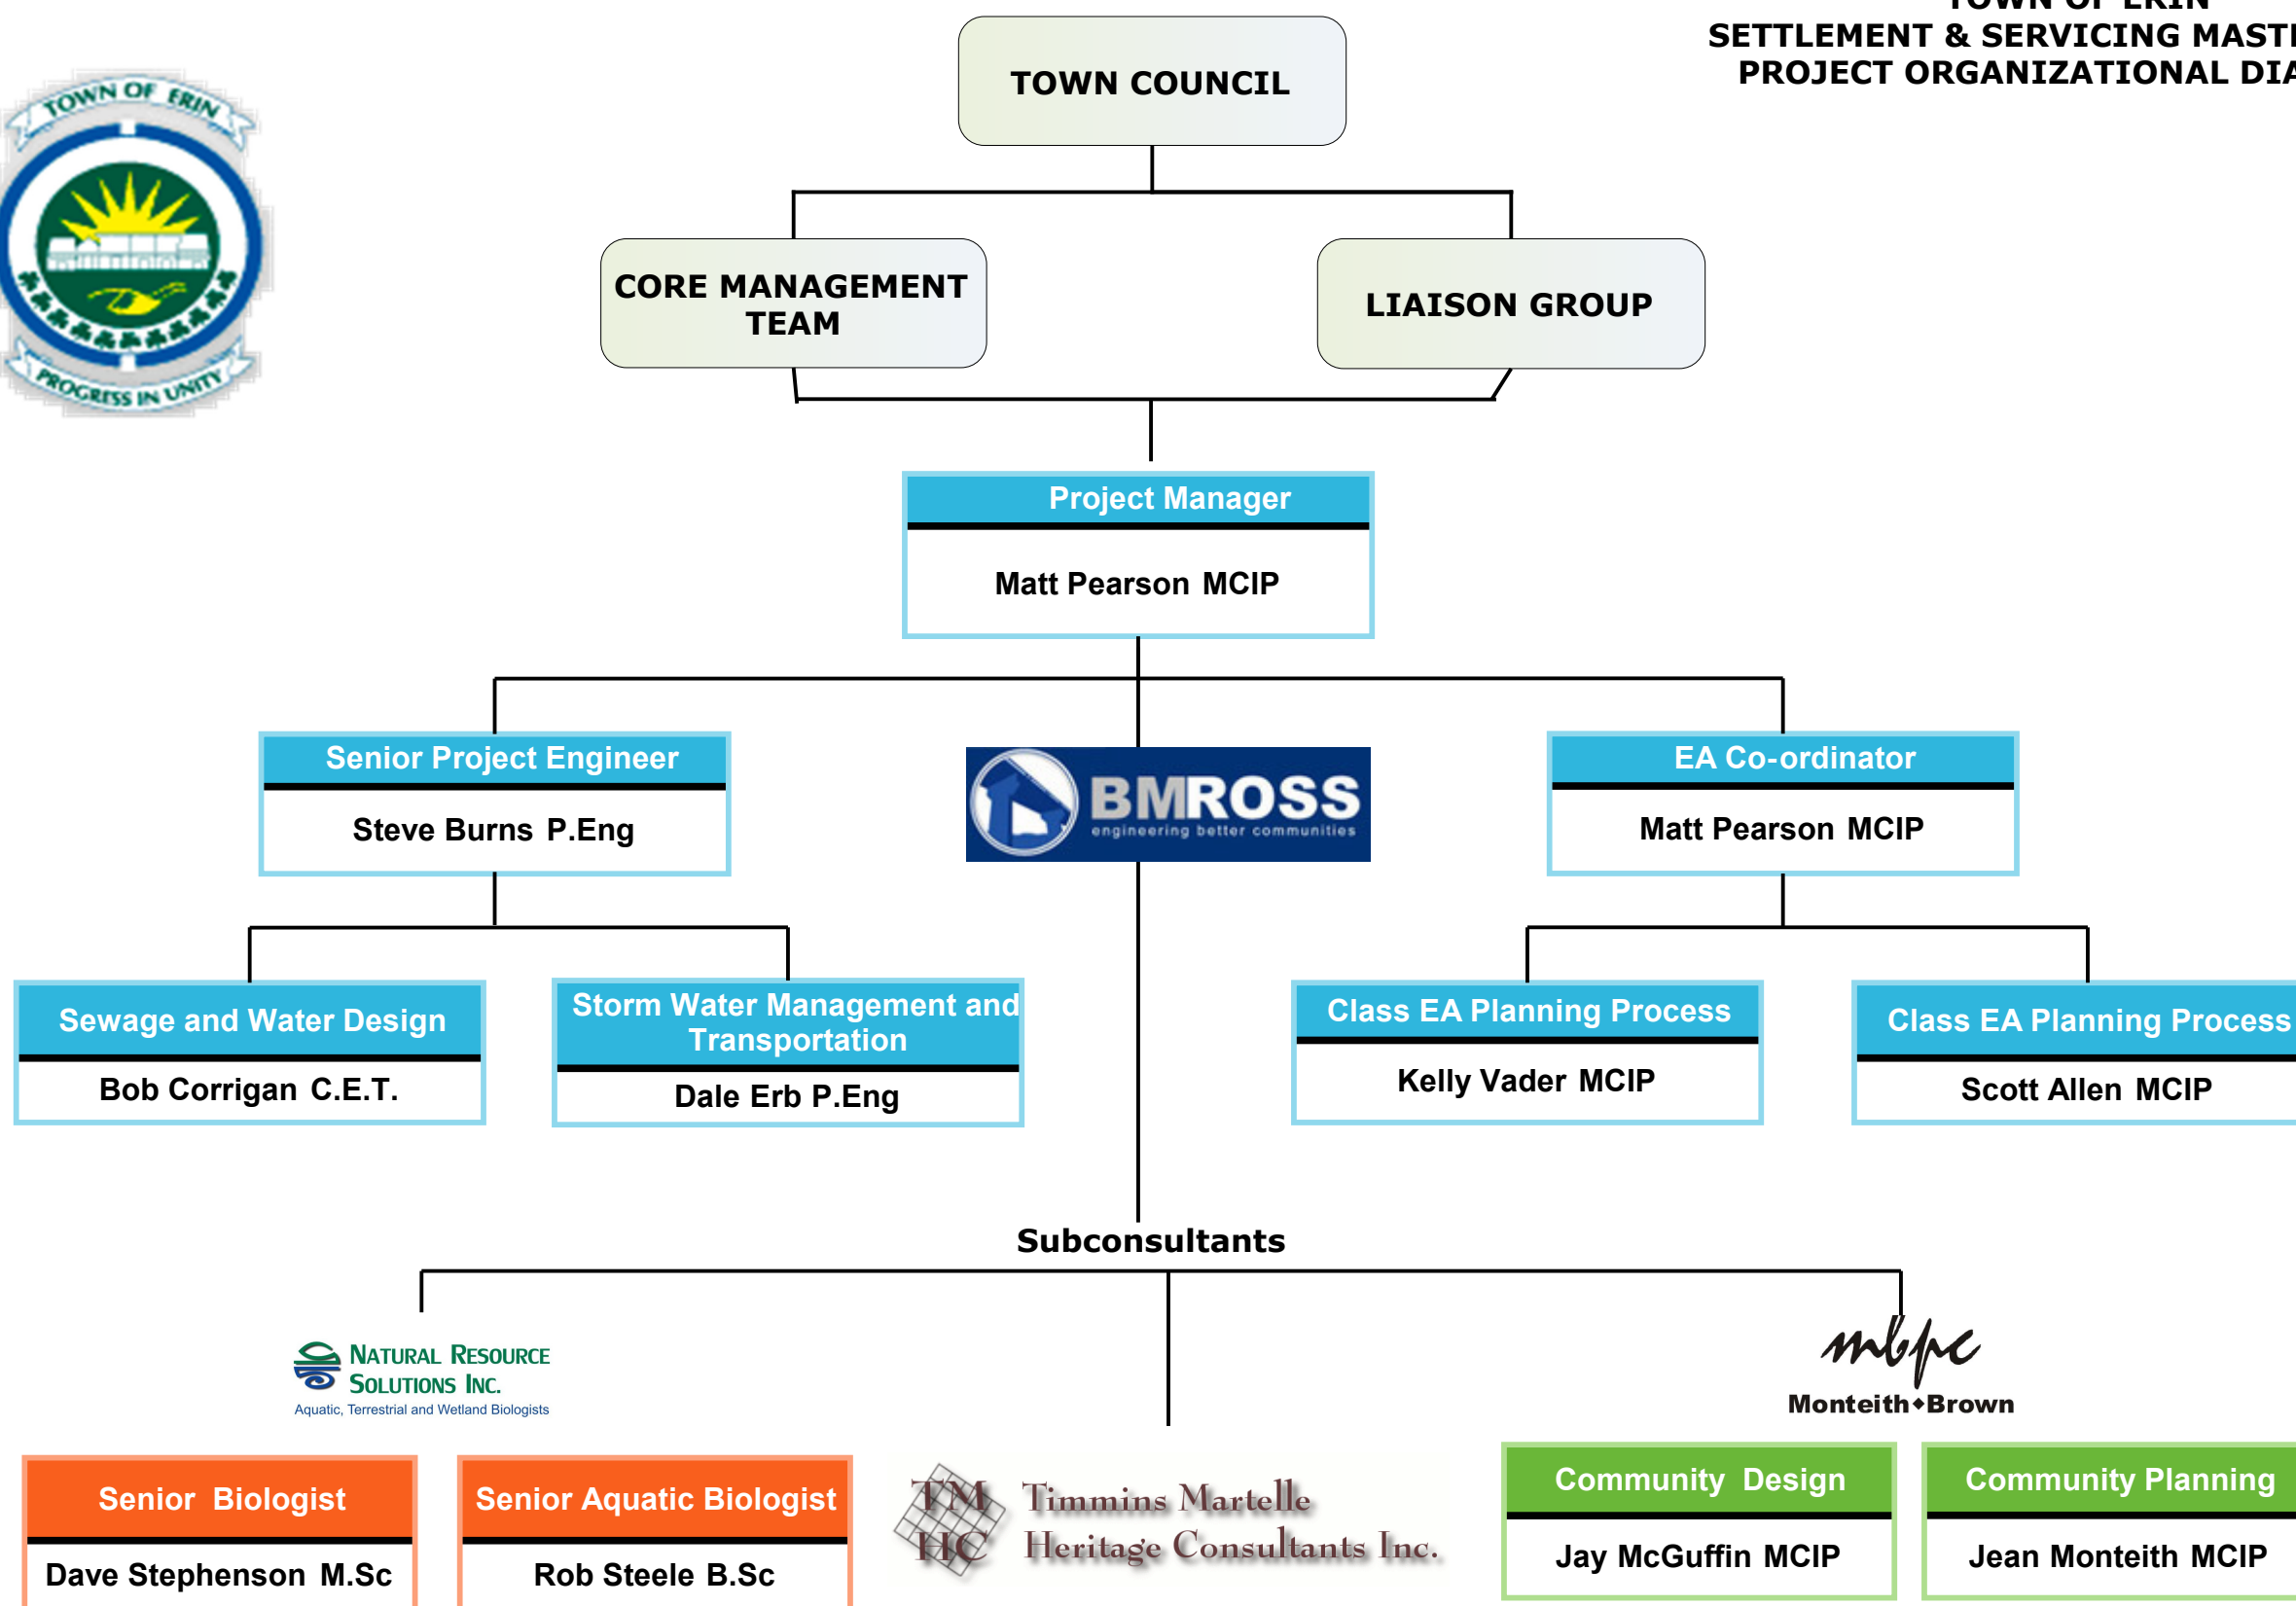 TOWN OF ERIN
SETTLEMENT & SERVICING MAST
PROJECT ORGANIZATIONAL DIA
TOWN COUNCIL
TOWN OF ERIN
PROGRESS IN UNITY
CORE MANAGEMENT
TEAM
LIAISON GROUP
Project Manager
Matt Pearson MCIP
Senior Project Engineer
Steve Burns P.Eng
BMROSS
engineering better communities
EA Co-ordinator
Matt Pearson MCIP
Sewage and Water Design
Bob Corrigan C.E.T.
Storm Water Management and
Transportation
Dale Erb P.Eng
Class EA Planning Process
Kelly Vader MCIP
Class EA Planning Process
Scott Allen MCIP
Subconsultants
NATURAL RESOURCE
SOLUTIONS INC.
Aquatic, Terrestrial and Wetland Biologists
mbpc
Monteith◆Brown
Senior Biologist
Dave Stephenson M.Sc
Senior Aquatic Biologist
Rob Steele B.Sc
TM
HC
Timmins Martelle
Heritage Consultants Inc.
Community Design
Jay McGuffin MCIP
Community Planning
Jean Monteith MCIP